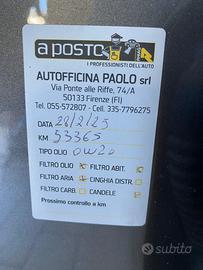 a posto
I PROFESSIONISTI DELL'AUTO
AUTOFFICINA PAOLO srl
Via Ponte alle Riffe, 74/A
50133 Firenze (FI)
Tel. 055-572807 - Cell. 335-7796275
DATA 28/2/25
KM 53365
TIPO OLIO 0W20
FILTRO OLIO FILTRO ABIT.
FILTRO ARIA CINGHIA DISTR.
FILTRO CARB. CANDELE
Prossimo controllo a km
subito